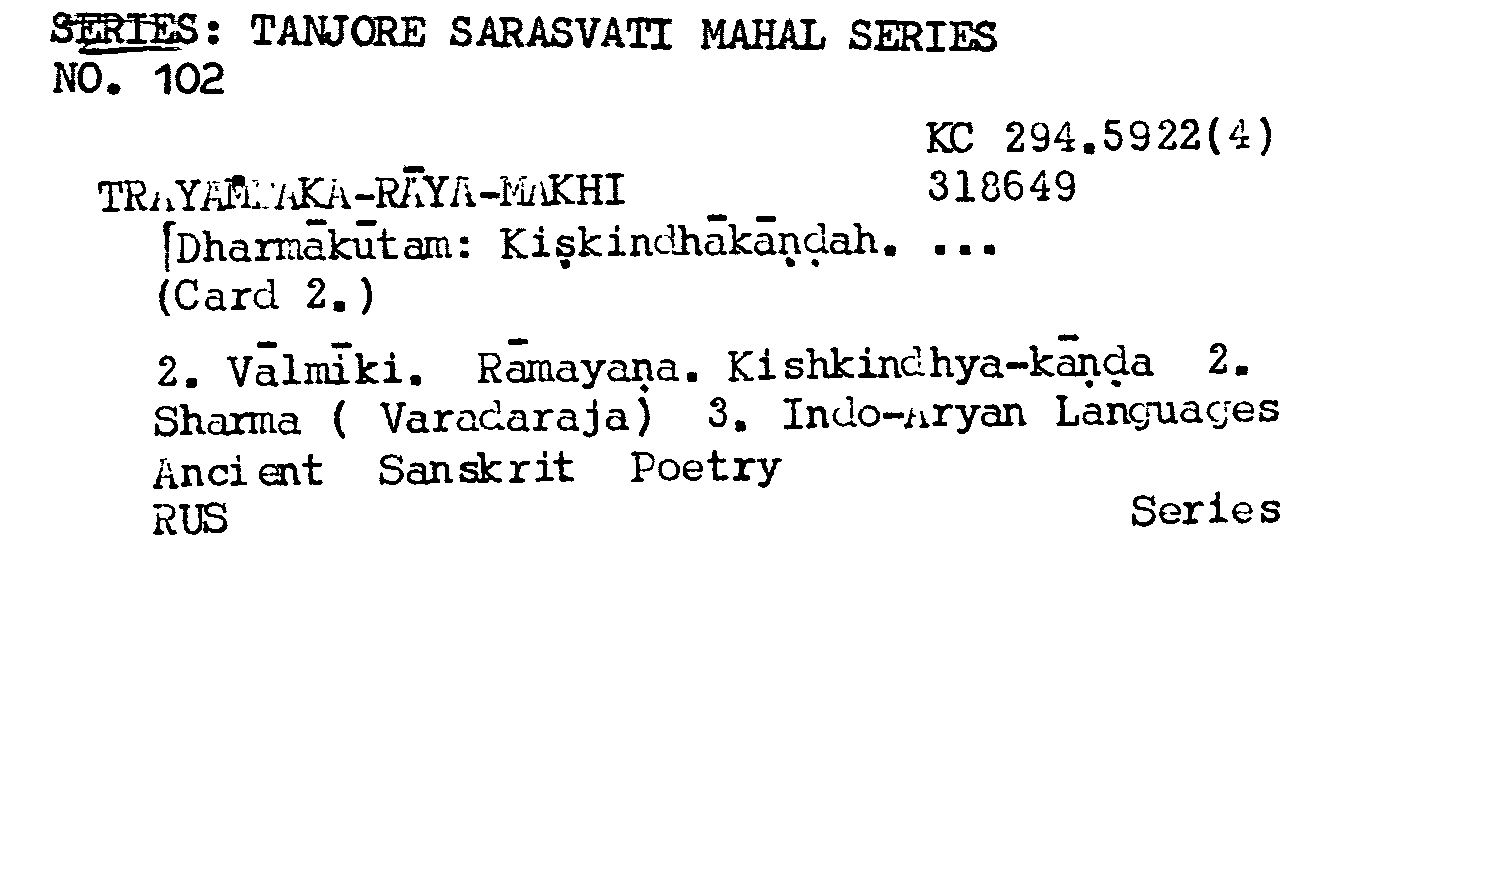 SERIES: TANJORE SARASVATI MAHAL SERIES
NO. 102
KC 294.5922(4)
TRAYAMBAKA-RĀYA-MAKHI 318649
[Dharmākūtam: Kiṣkindhākāṇḍah. ...
(Card 2.)
2. Vālmīki. Rāmayaṇa. Kishkindhya-kāṇḍa 2.
Sharma ( Varadaraja) 3. Indo-Aryan Languages
Ancient Sanskrit Poetry
RUS Series